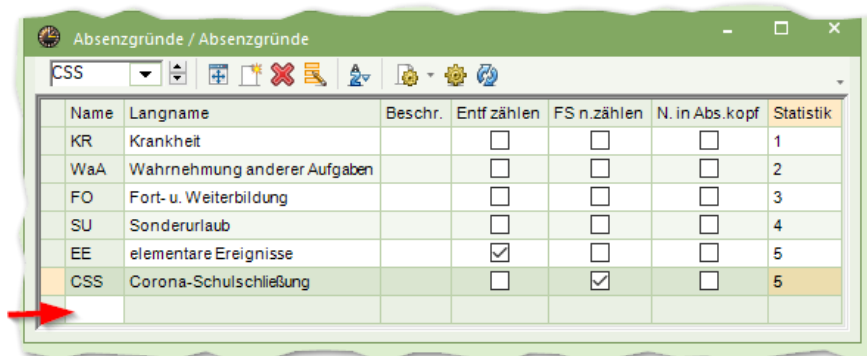 Absenzgründe / Absenzgründe
CSS
Name Langname Beschr. Entf zählen FS n.zählen N. in Abs.kopf Statistik
KR Krankheit 1
WaA Wahrnehmung anderer Aufgaben 2
FO Fort- u. Weiterbildung 3
SU Sonderurlaub 4
EE elementare Ereignisse 5
CSS Corona-Schulschließung 5